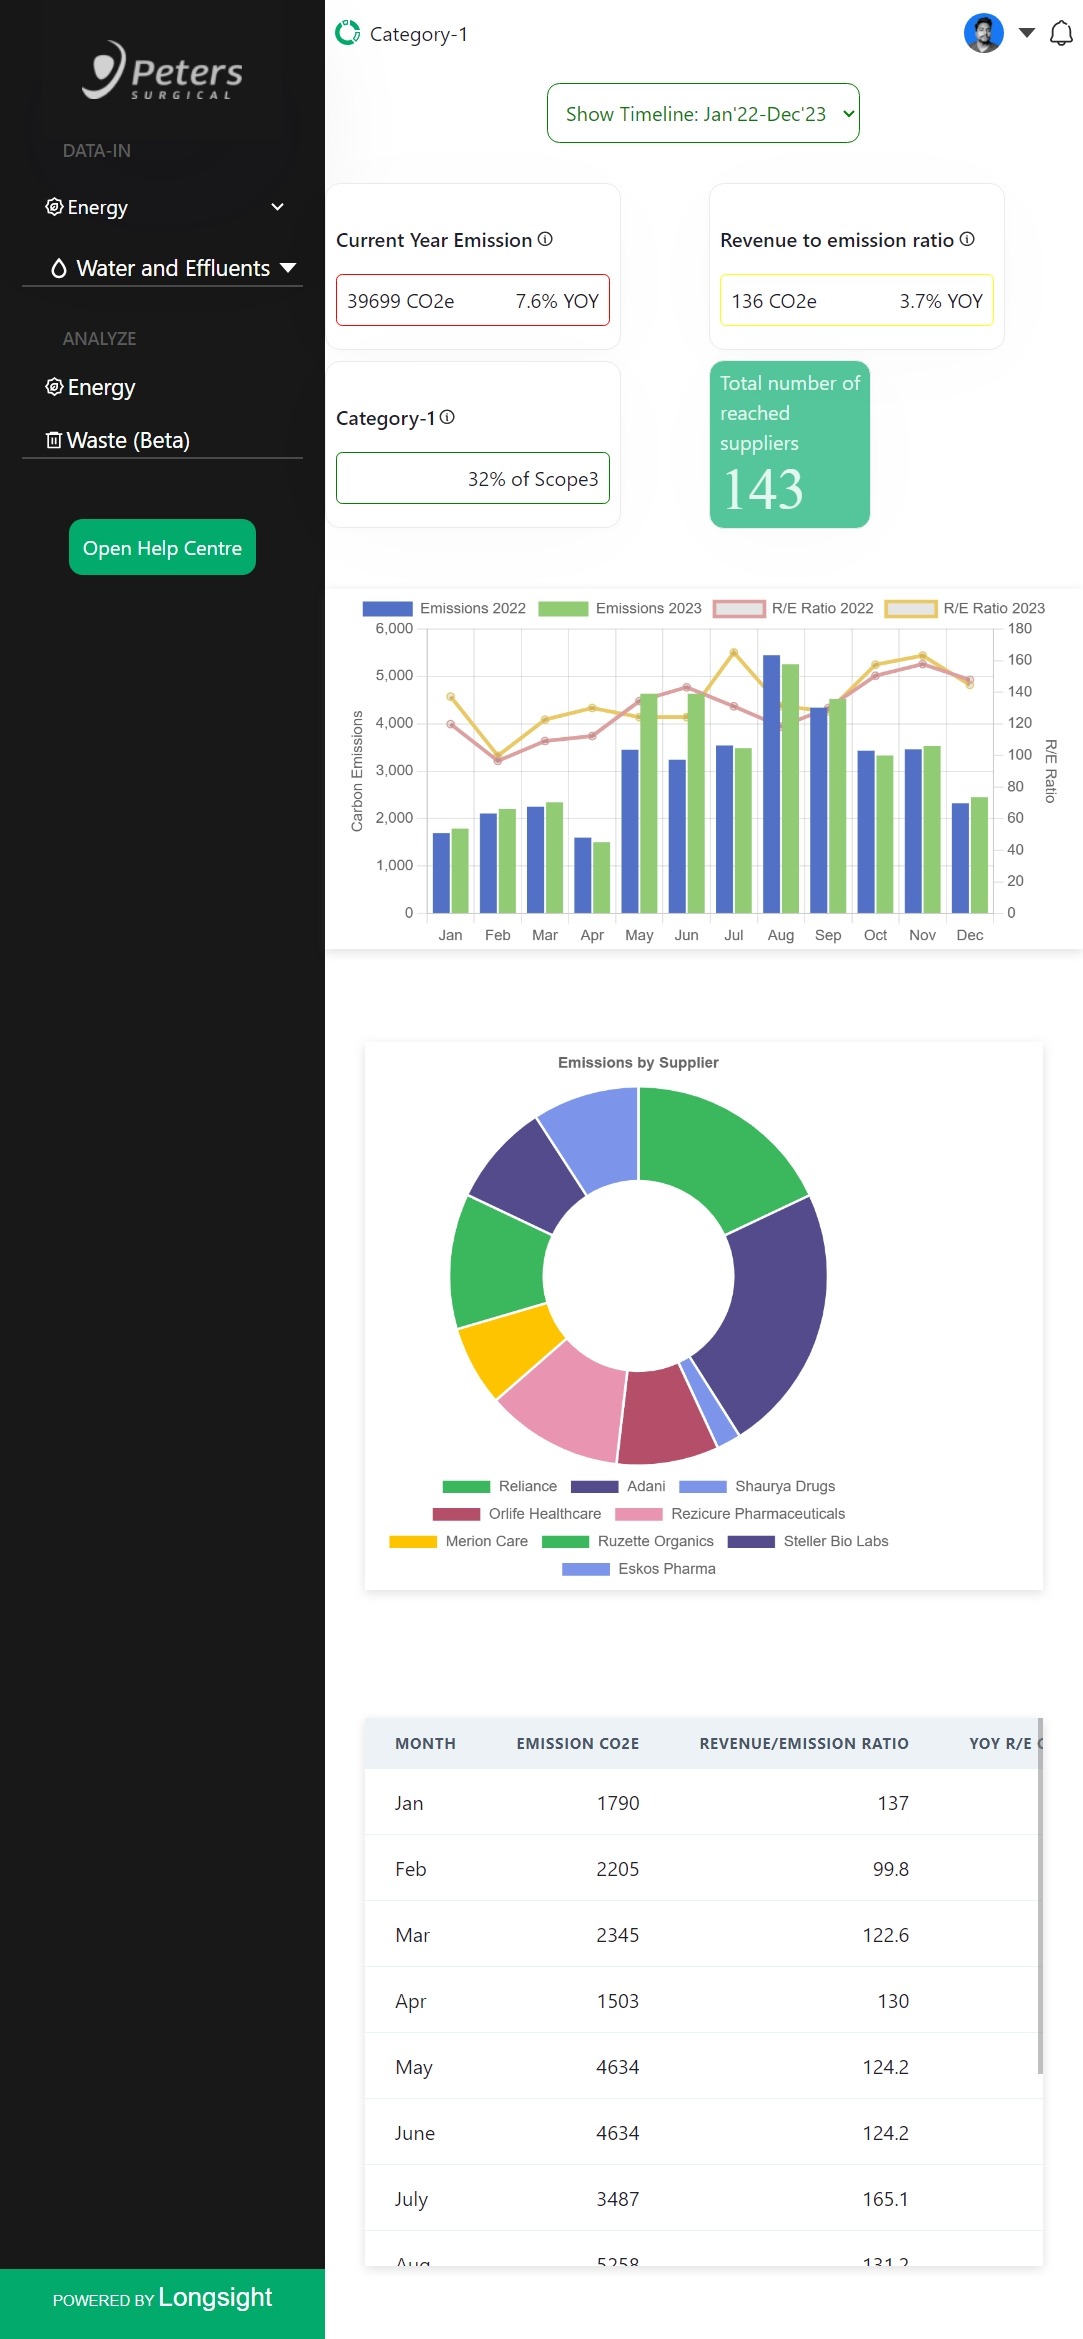 Peters
SURGICAL
DATA-IN
Energy
Water and Effluents
ANALYZE
Energy
Waste (Beta)
Open Help Centre
POWERED BY Longsight
Category-1
Show Timeline: Jan'22-Dec'23
Current Year Emission
39699 CO2e 7.6% YOY
Revenue to emission ratio
136 CO2e 3.7% YOY
Category-1
32% of Scope3
Total number of
reached
suppliers
143
Emissions 2022 Emissions 2023 R/E Ratio 2022 R/E Ratio 2023
Carbon Emissions
6,000
5,000
4,000
3,000
2,000
1,000
0
180
160
140
120
100
80
60
40
20
0
R/E Ratio
Jan Feb Mar Apr May Jun Jul Aug Sep Oct Nov Dec
Emissions by Supplier
Reliance Adani Shaurya Drugs
Orlife Healthcare Rezicure Pharmaceuticals
Merion Care Ruzette Organics Steller Bio Labs
Eskos Pharma
MONTH EMISSION CO2E REVENUE/EMISSION RATIO YOY R/E
Jan 1790 137
Feb 2205 99.8
Mar 2345 122.6
Apr 1503 130
May 4634 124.2
June 4634 124.2
July 3487 165.1
Aug 5258 131.2